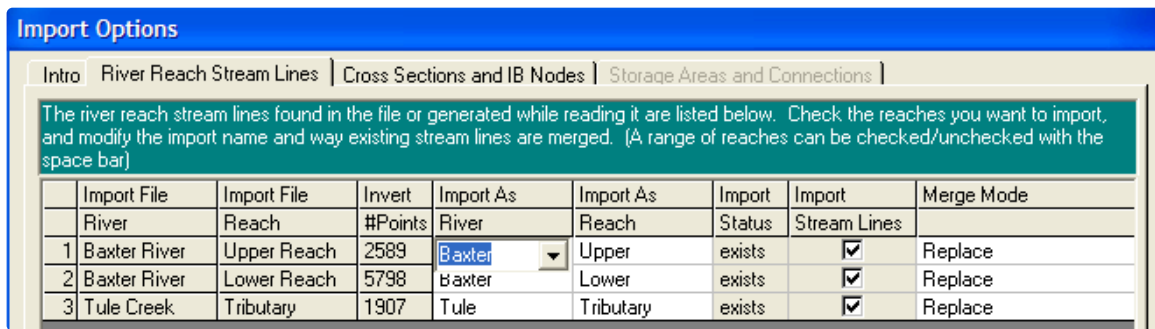 Import Options
Intro River Reach Stream Lines Cross Sections and IB Nodes Storage Areas and Connections
The river reach stream lines found in the file or generated while reading it are listed below. Check the reaches you want to import,
and modify the import name and way existing stream lines are merged. (A range of reaches can be checked/unchecked with the
space bar)
Import File Import File Invert Import As Import As Import Import Merge Mode
River Reach #Points River Reach Status Stream Lines
1 Baxter River Upper Reach 2589 Baxter Upper exists Replace
2 Baxter River Lower Reach 5798 Baxter Lower exists Replace
3 Tule Creek Tributary 1907 Tule Tributary exists Replace